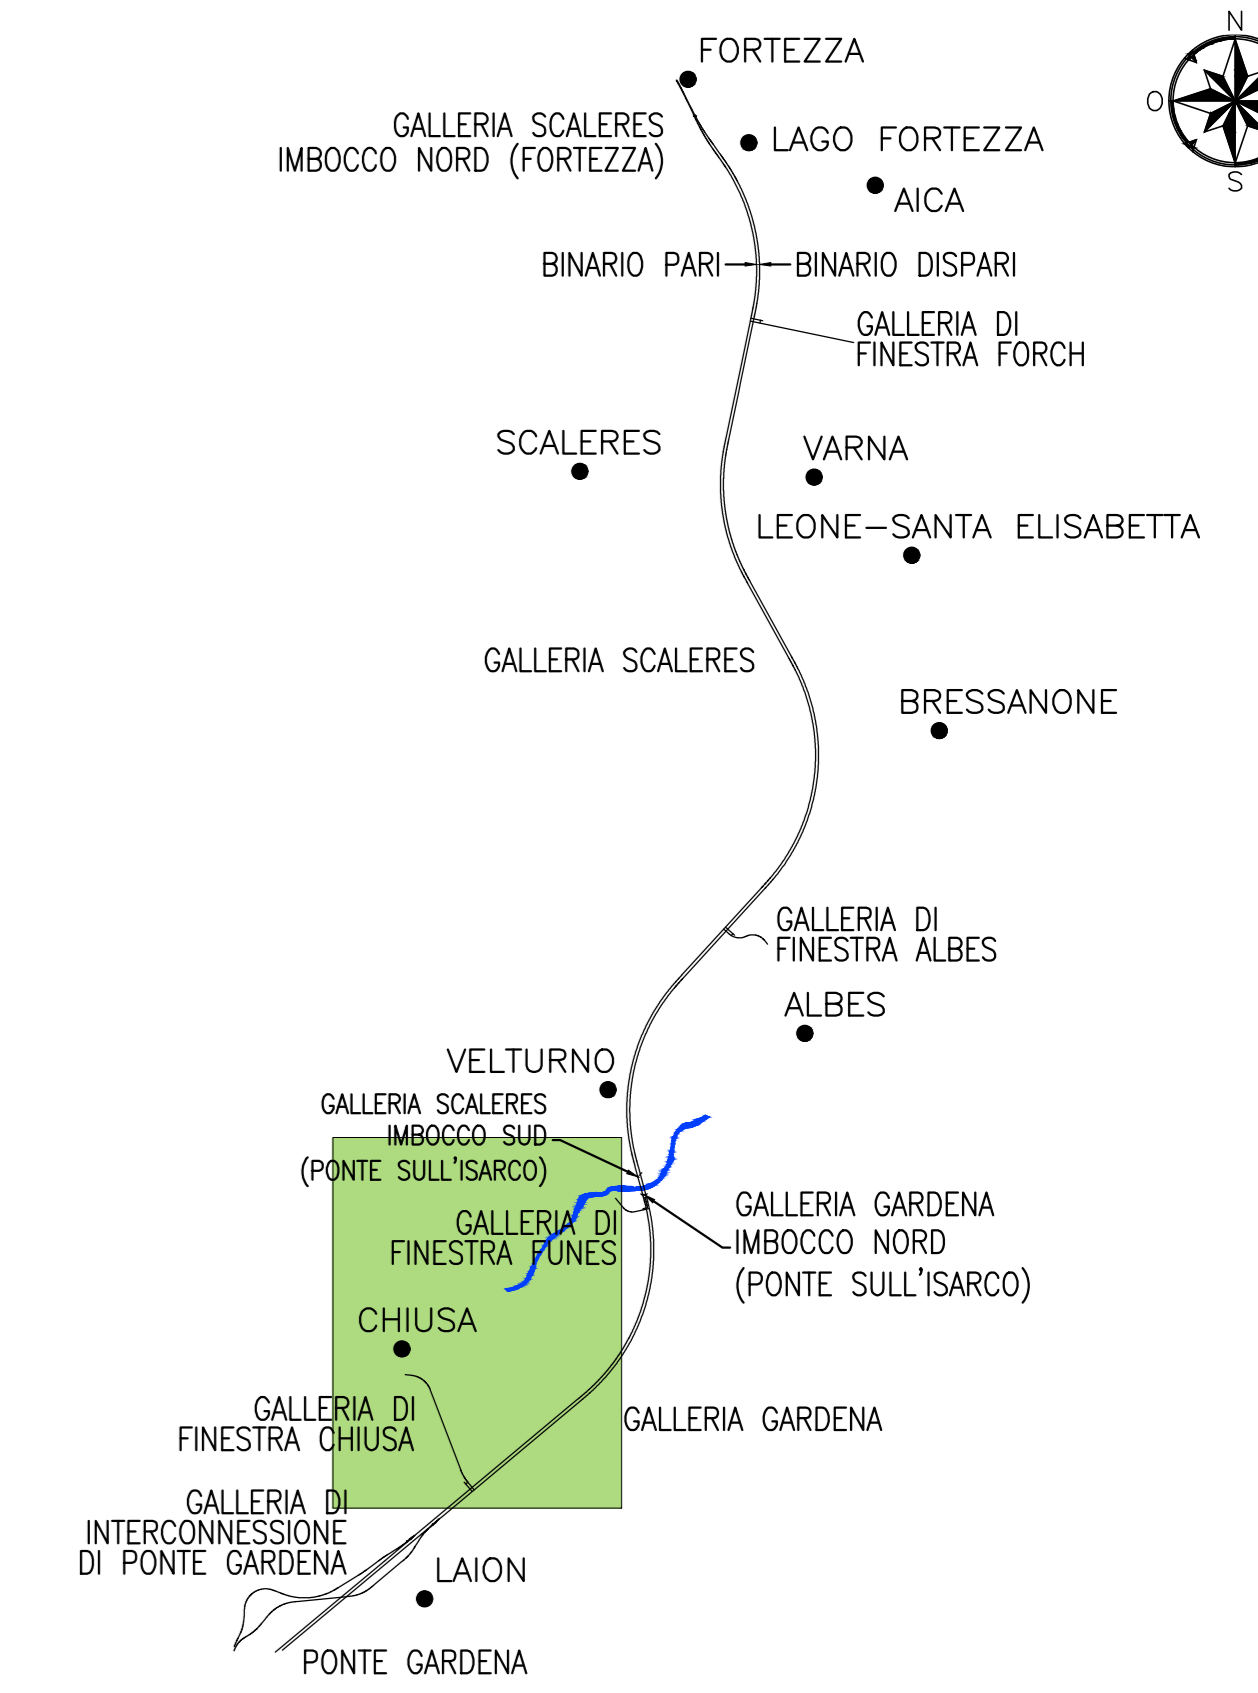 N
O
S
FORTEZZA
GALLERIA SCALERES
IMBOCCO NORD (FORTEZZA)
LAGO FORTEZZA
AICA
BINARIO PARI
BINARIO DISPARI
GALLERIA DI
FINESTRA FORCH
SCALERES
VARNA
LEONE-SANTA ELISABETTA
GALLERIA SCALERES
BRESSANONE
GALLERIA DI
FINESTRA ALBES
ALBES
VELTURNO
GALLERIA SCALERES
IMBOCCO SUD
(PONTE SULL'ISARCO)
GALLERIA DI
FINESTRA FUNES
GALLERIA GARDENA
IMBOCCO NORD
(PONTE SULL'ISARCO)
CHIUSA
GALLERIA DI
FINESTRA CHIUSA
GALLERIA GARDENA
GALLERIA DI
INTERCONNESSIONE
DI PONTE GARDENA
LAION
PONTE GARDENA